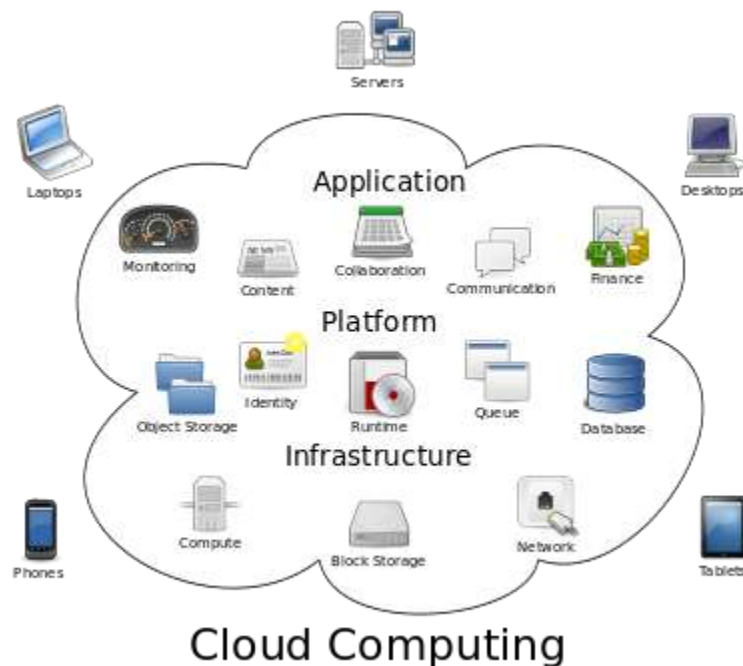 Servers
Laptops
Desktops
Application
Monitoring
Content
Collaboration
Communication
Finance
Platform
Object Storage
Identity
Runtime
Queue
Database
Infrastructure
Compute
Block Storage
Network
Phones
Tablets
Cloud Computing